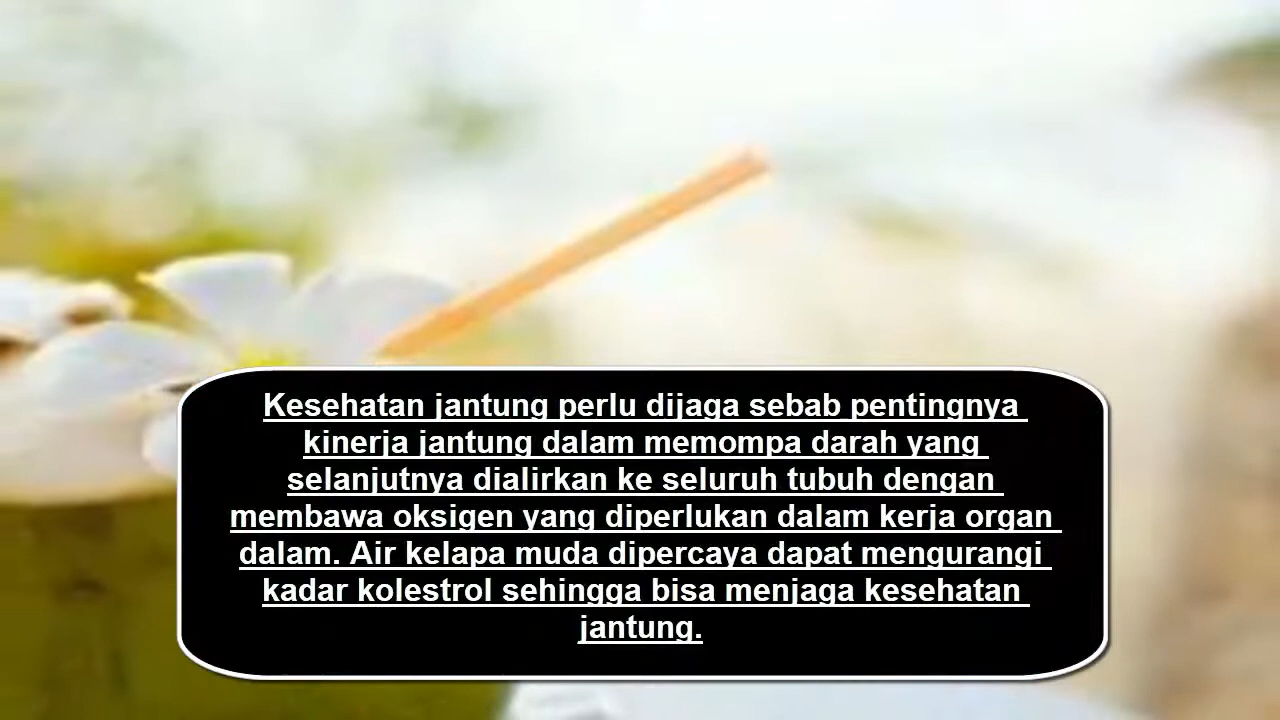 Kesehatan jantung perlu dijaga sebab pentingnya
kinerja jantung dalam memompa darah yang
selanjutnya dialirkan ke seluruh tubuh dengan
membawa oksigen yang diperlukan dalam kerja organ
dalam. Air kelapa muda dipercaya dapat mengurangi
kadar kolestrol sehingga bisa menjaga kesehatan
jantung.